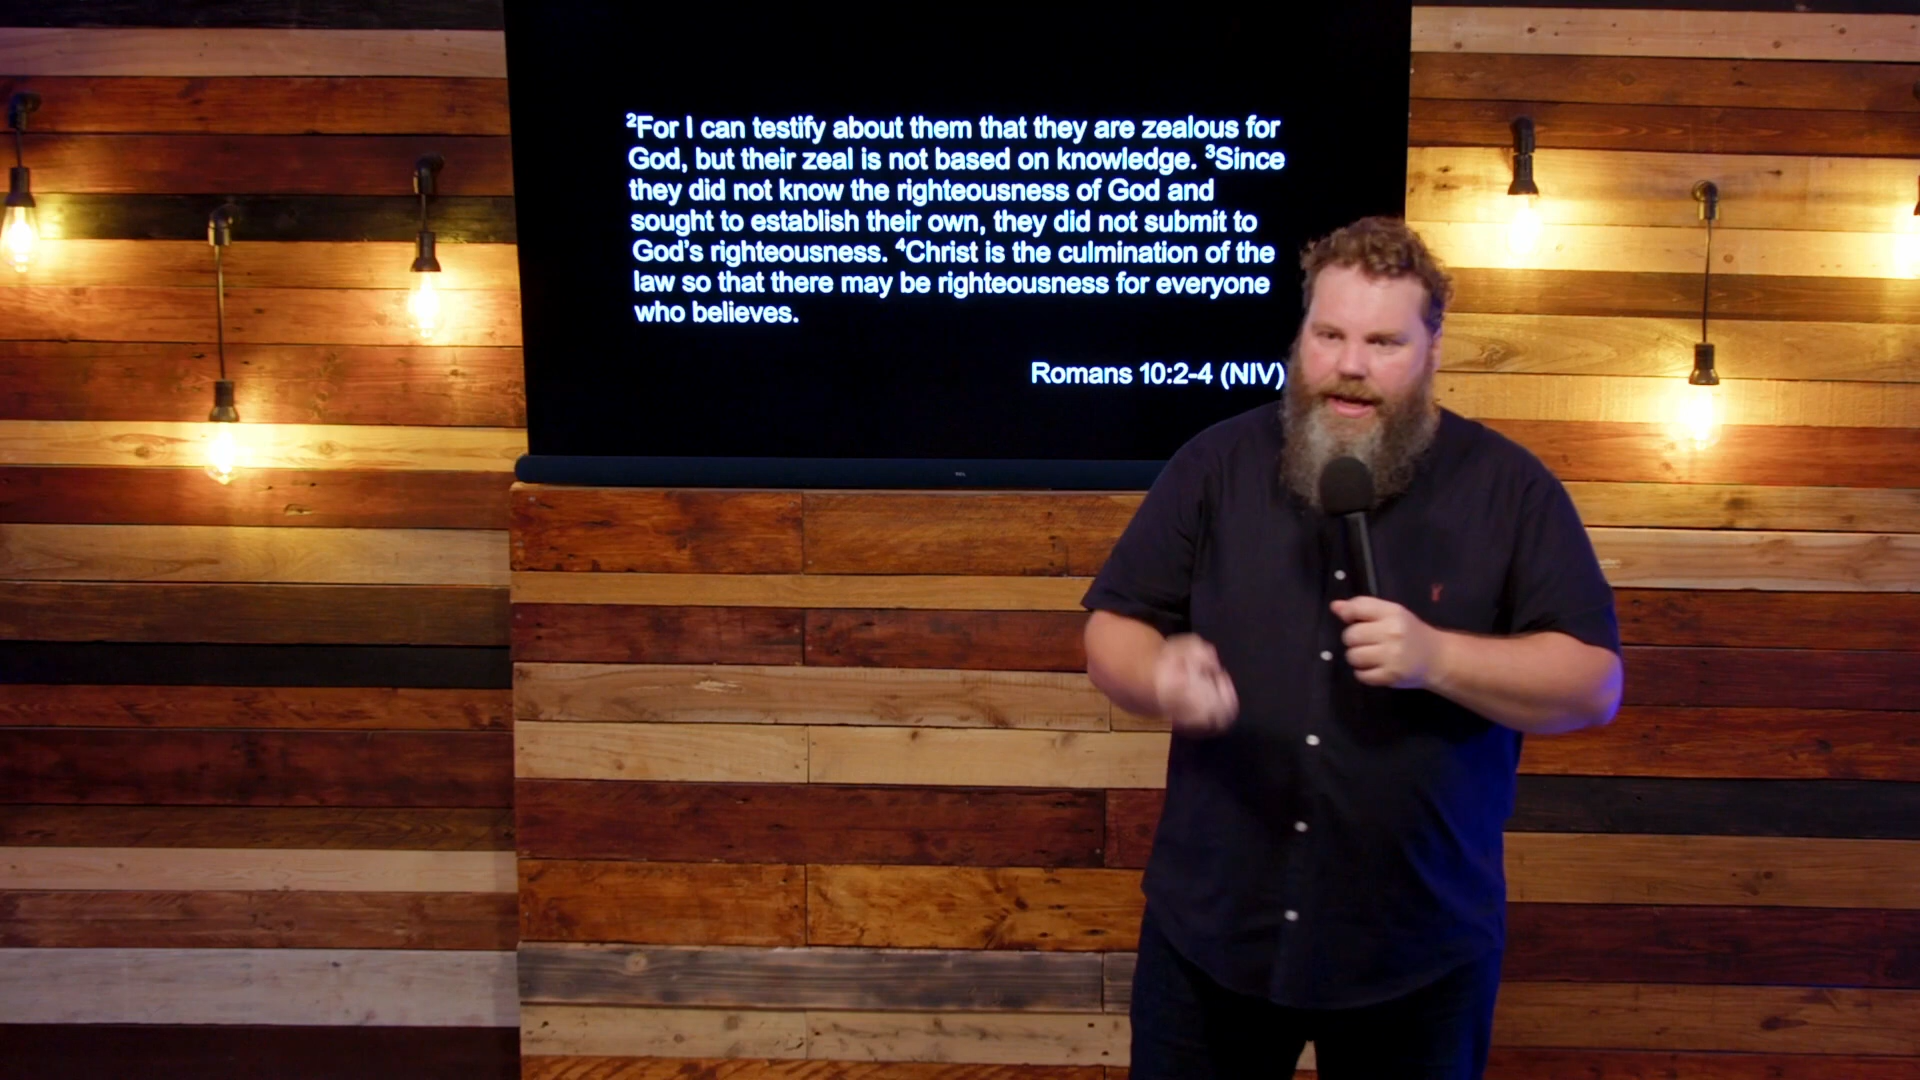 ²For I can testify about them that they are zealous for
God, but their zeal is not based on knowledge. ³Since
they did not know the righteousness of God and
sought to establish their own, they did not submit to
God’s righteousness. ⁴Christ is the culmination of the
law so that there may be righteousness for everyone
who believes.
Romans 10:2-4 (NIV)
TCL